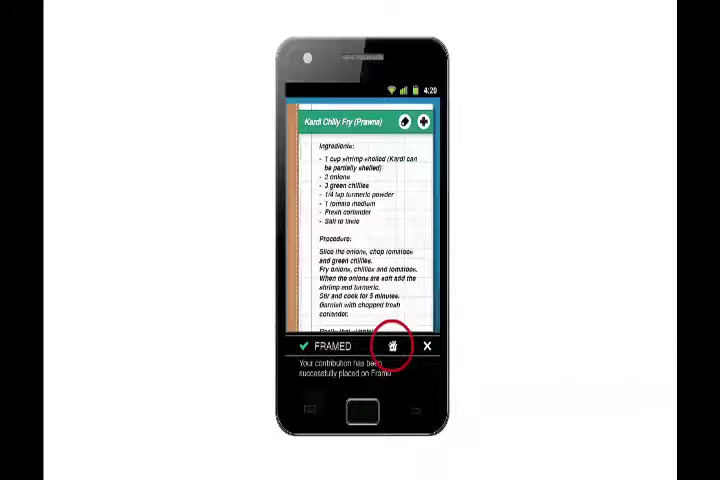 4:20
Kardi Chilly Fry (Prawns)
Ingredients:
- 1 cup shrimp shelled (Kardi can
be partially shelled)
- 2 onions
- 3 green chillies
- 1/4 tsp turmeric powder
- 1 tomato medium
- Fresh coriander
- Salt to taste
Procedure:
Slice the onions, chop tomatoes
and green chillies.
Fry onions, chillies and tomatoes.
When the onions are soft add the
shrimp and turmeric.
Stir and cook for 5 minutes.
Garnish with chopped fresh
coriander.
FRAMED
Your contribution has been
successfully placed on Frame